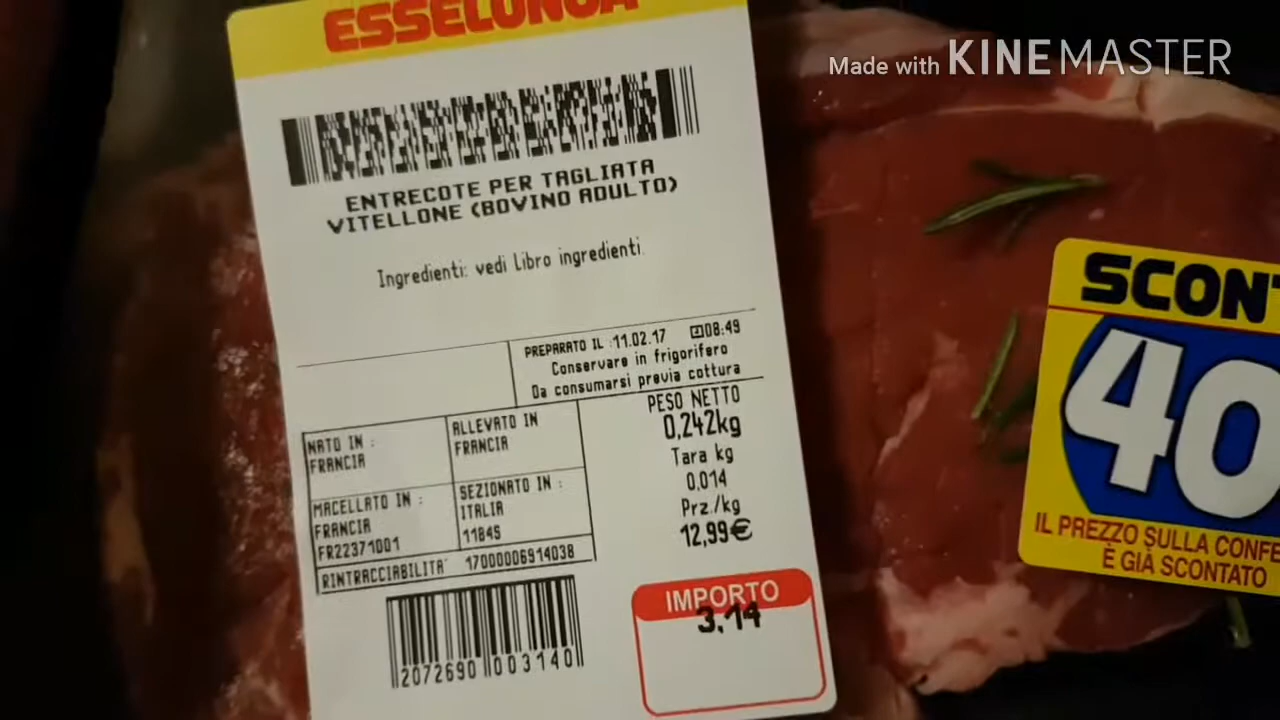 ESSELUNGA
Made with KINEMASTER
ENTRECOTE PER TAGLIATA
VITELLONE (BOVINO ADULTO)
Ingredienti: vedi Libro ingredienti.
PREPARATO IL :11.02.17 08:49
Conservare in frigorifero
Da consumarsi previa cottura
NATO IN :
FRANCIA
ALLEVATO IN
FRANCIA
MACELLATO IN :
FRANCIA
FR22371001
SEZIONATO IN :
ITALIA
1184S
RINTRACCIABILITA' 17000006914038
PESO NETTO
0,242kg
Tara kg
0,014
Prz./kg
12,99€
2072690 003140
IMPORTO
3,14
SCONT
40
IL PREZZO SULLA CONFE
È GIÀ SCONTATO